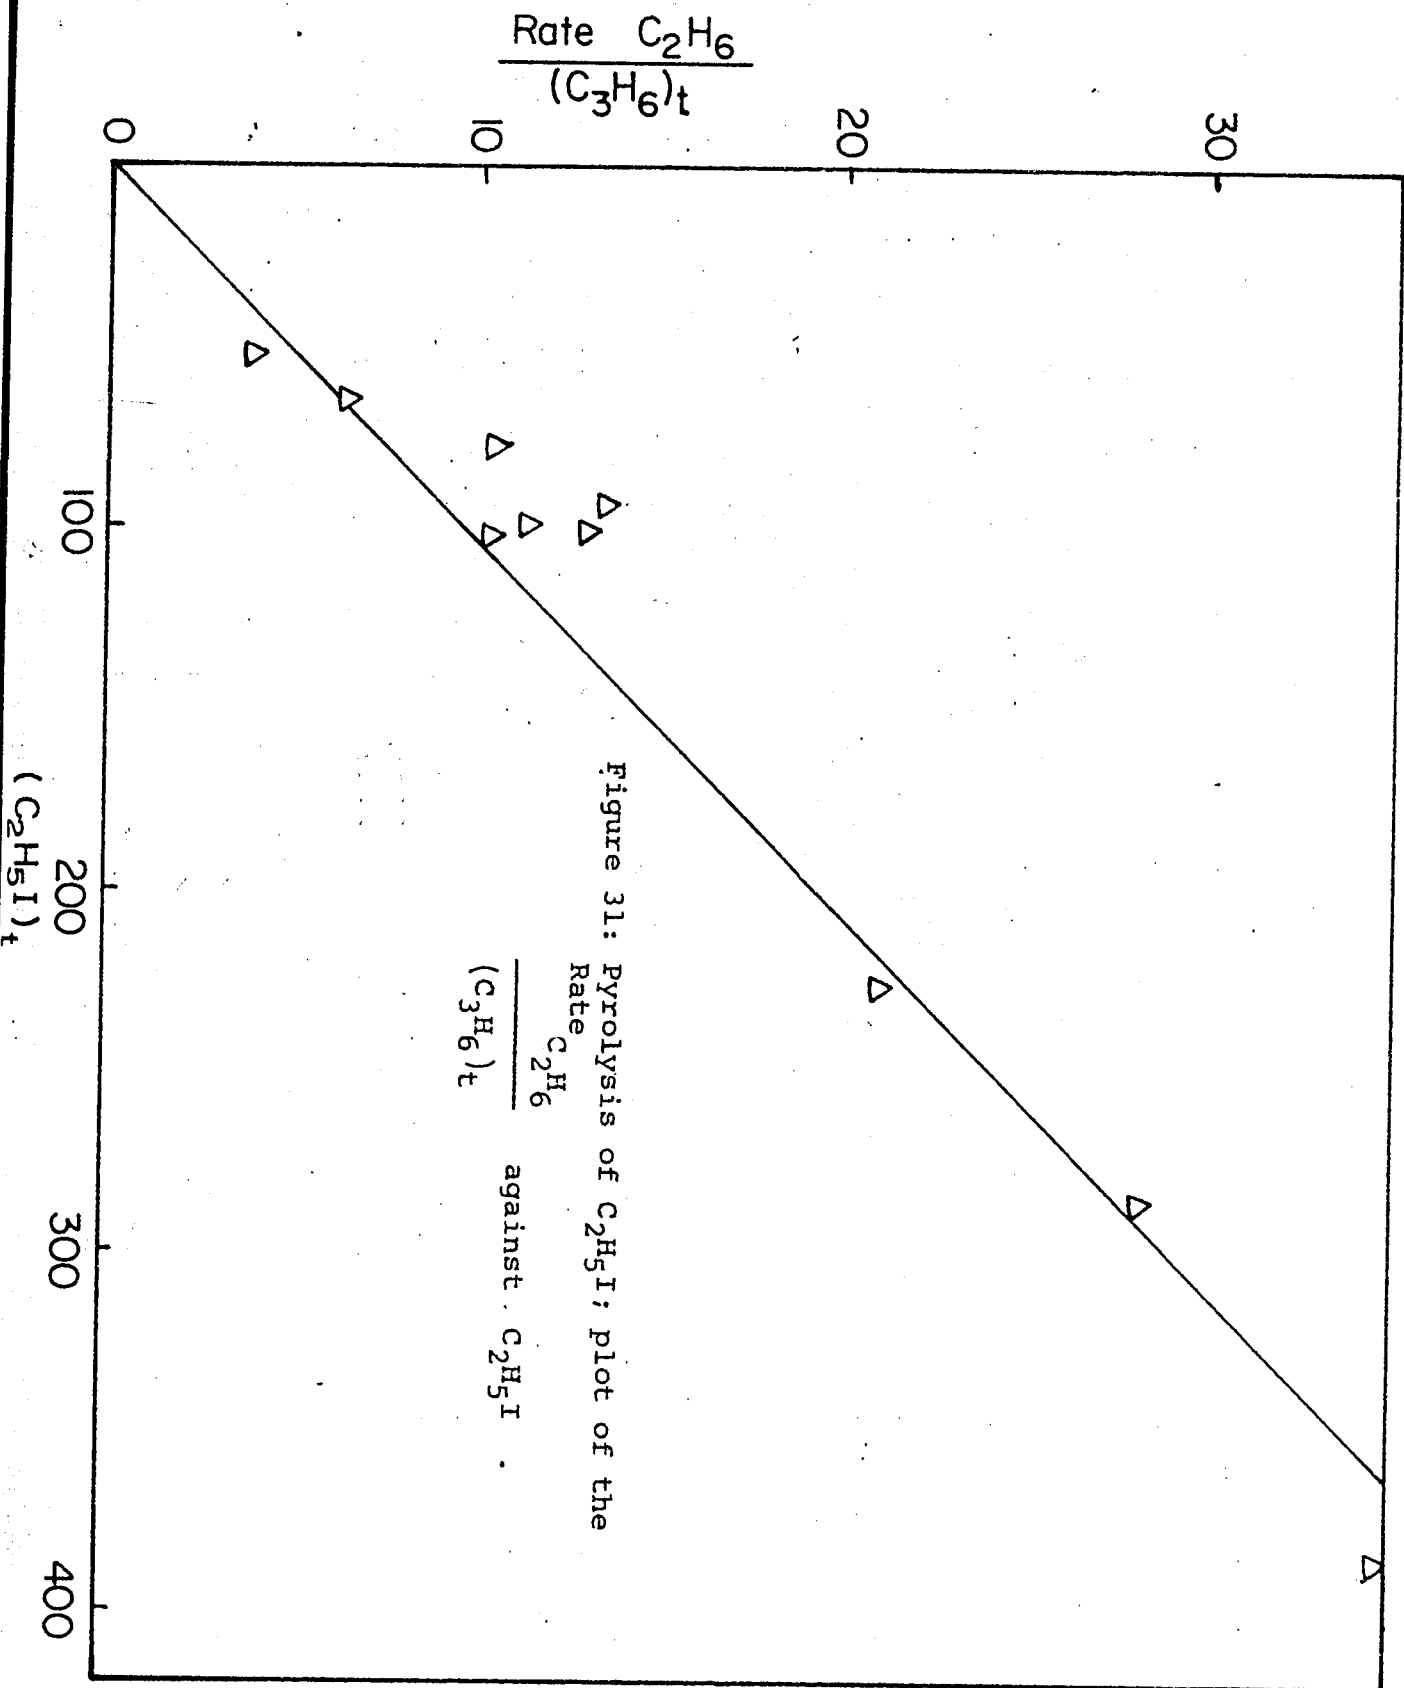 Rate C₂H₆
(C₃H₆)t
0
10
20
30
100
200
300
400
(C₂H₅I)t
Figure 31: Pyrolysis of C₂H₅I; plot of the
Rate C₂H₆
(C₃H₆)t
against C₂H₅I .